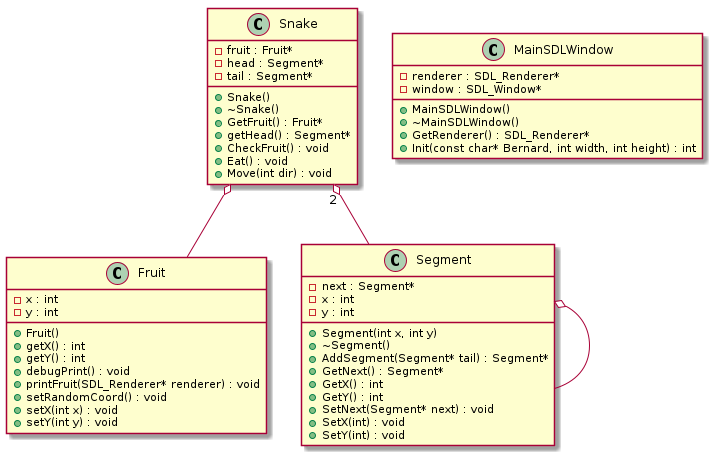 C Snake
fruit : Fruit*
head : Segment*
tail : Segment*
Snake()
~Snake()
GetFruit() : Fruit*
getHead() : Segment*
CheckFruit() : void
Eat() : void
Move(int dir) : void
C MainSDLWindow
renderer : SDL_Renderer*
window : SDL_Window*
MainSDLWindow()
~MainSDLWindow()
GetRenderer() : SDL_Renderer*
Init(const char* Bernard, int width, int height) : int
2
C Fruit
x : int
y : int
Fruit()
getX() : int
getY() : int
debugPrint() : void
printFruit(SDL_Renderer* renderer) : void
setRandomCoord() : void
setX(int x) : void
setY(int y) : void
C Segment
next : Segment*
x : int
y : int
Segment(int x, int y)
~Segment()
AddSegment(Segment* tail) : Segment*
GetNext() : Segment*
GetX() : int
GetY() : int
SetNext(Segment* next) : void
SetX(int) : void
SetY(int) : void